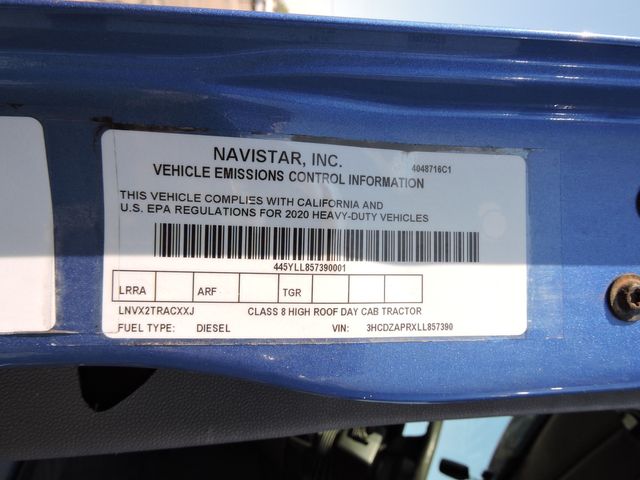 NAVISTAR, INC.
4048716C1
VEHICLE EMISSIONS CONTROL INFORMATION
THIS VEHICLE COMPLIES WITH CALIFORNIA AND
U.S. EPA REGULATIONS FOR 2020 HEAVY-DUTY VEHICLES
445YLL857390001
LRRA ARF TGR
LNVX2TRACXXJ CLASS 8 HIGH ROOF DAY CAB TRACTOR
FUEL TYPE: DIESEL VIN: 3HCDZAPRXLL857390